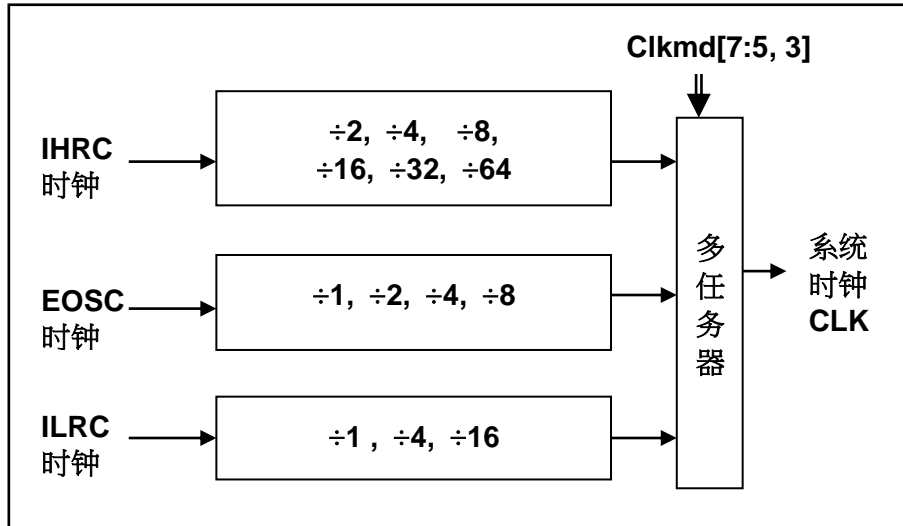 Clkmd[7:5, 3]
IHRC
时钟
÷2, ÷4, ÷8,
÷16, ÷32, ÷64
EOSC
时钟
÷1, ÷2, ÷4, ÷8
ILRC
时钟
÷1 , ÷4, ÷16
多
任
务
器
系统
时钟
CLK